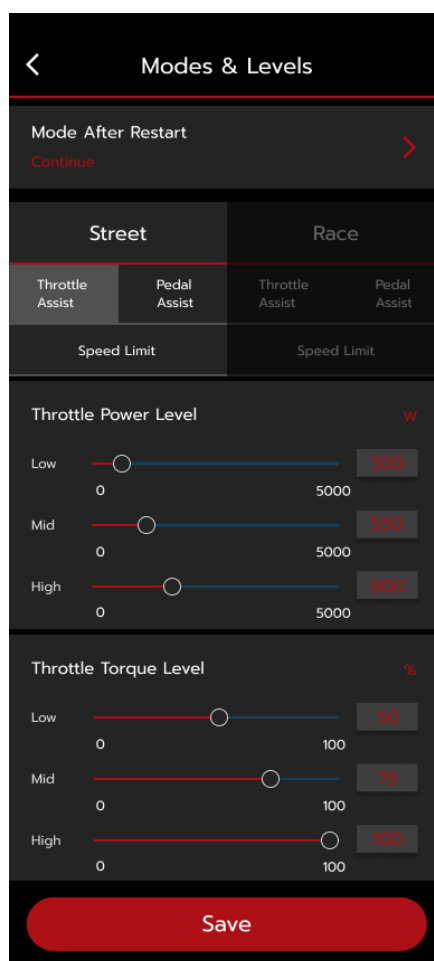 Modes & Levels
Mode After Restart
Continue
Street
Race
Throttle Assist
Pedal Assist
Throttle Assist
Pedal Assist
Speed Limit
Speed Limit
Throttle Power Level
W
Low
300
0
5000
Mid
550
0
5000
High
800
0
5000
Throttle Torque Level
%
Low
50
0
100
Mid
75
0
100
High
100
0
100
Save